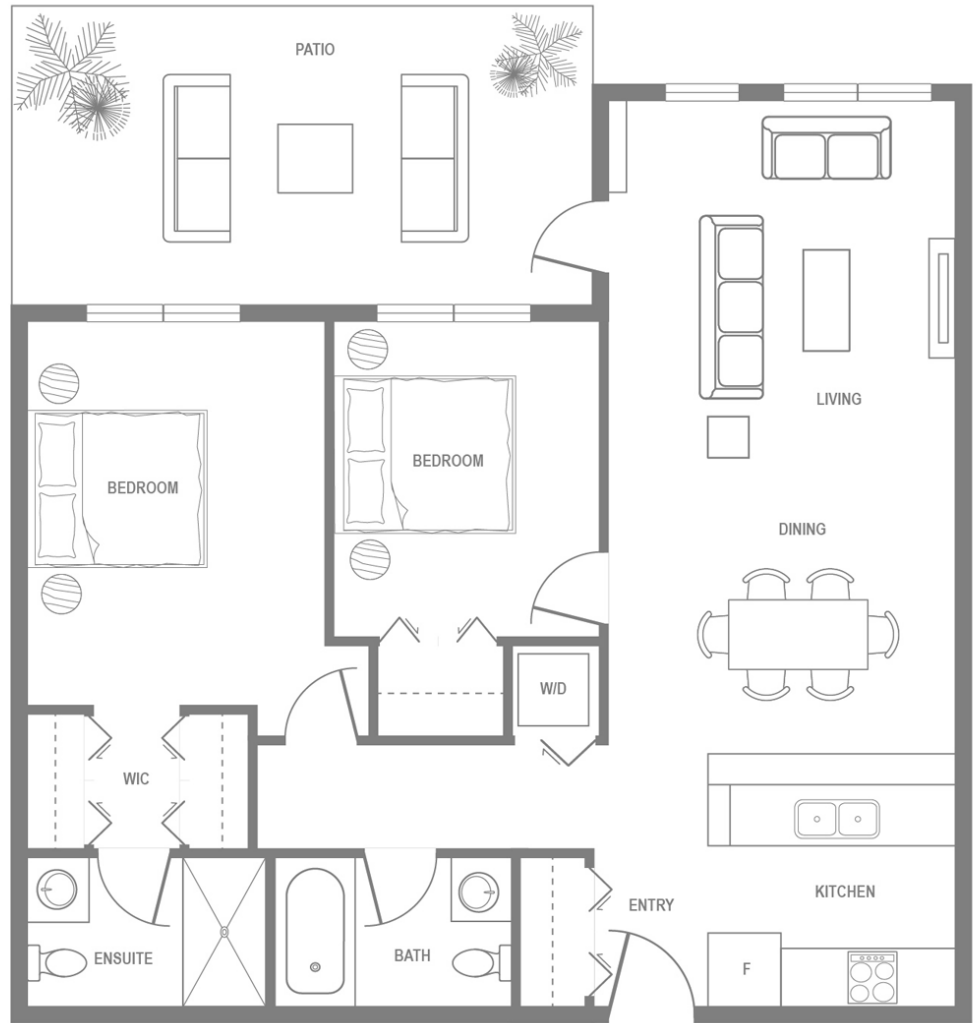 PATIO
LIVING
BEDROOM
BEDROOM
DINING
W/D
WIC
KITCHEN
ENTRY
ENSUITE
BATH
F